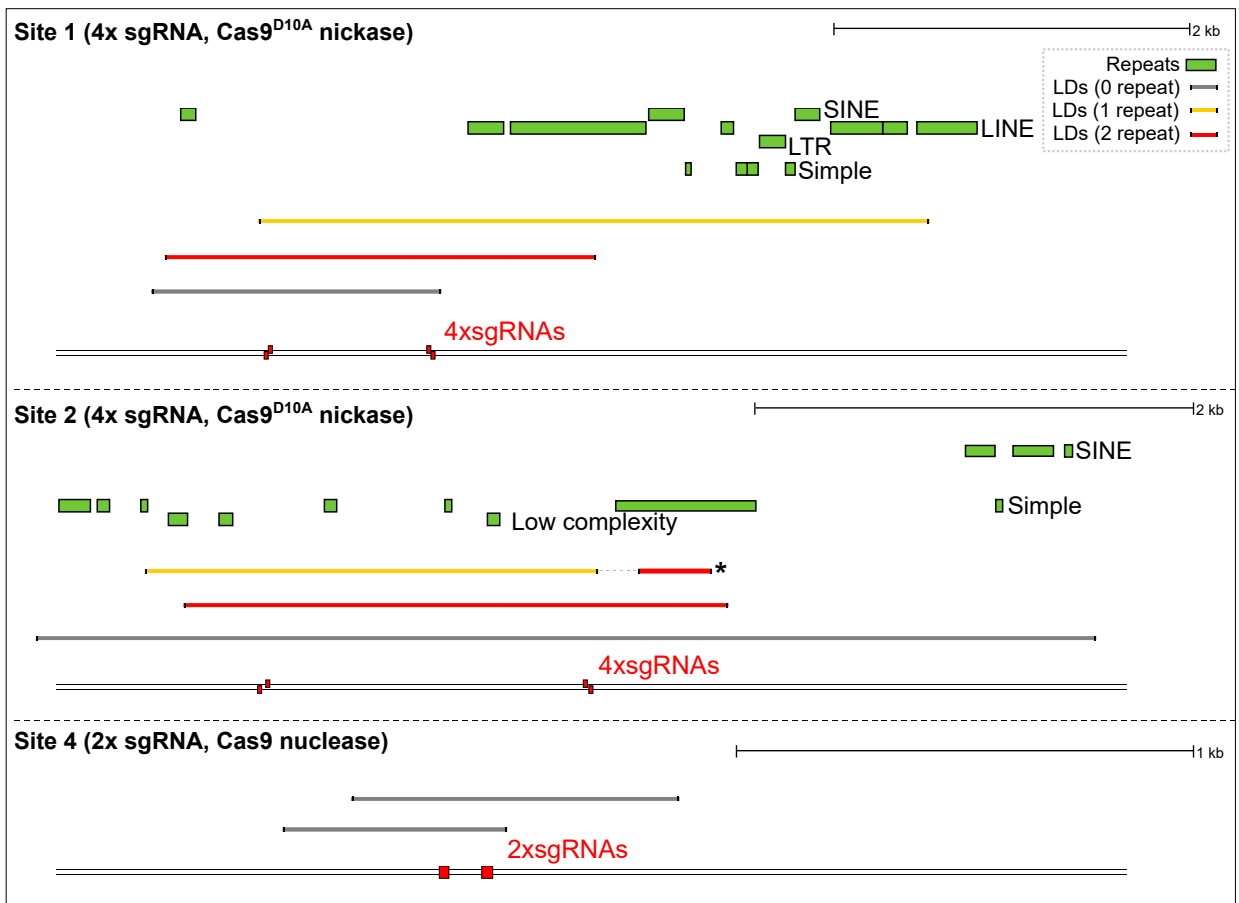 Site 1 (4x sgRNA, Cas9D10A nickase)
2 kb
Repeats
LDs (0 repeat)
LDs (1 repeat)
LDs (2 repeat)
SINE
LINE
LTR
Simple
4xsgRNAs
Site 2 (4x sgRNA, Cas9D10A nickase)
2 kb
SINE
Simple
Low complexity
*
4xsgRNAs
Site 4 (2x sgRNA, Cas9 nuclease)
1 kb
2xsgRNAs